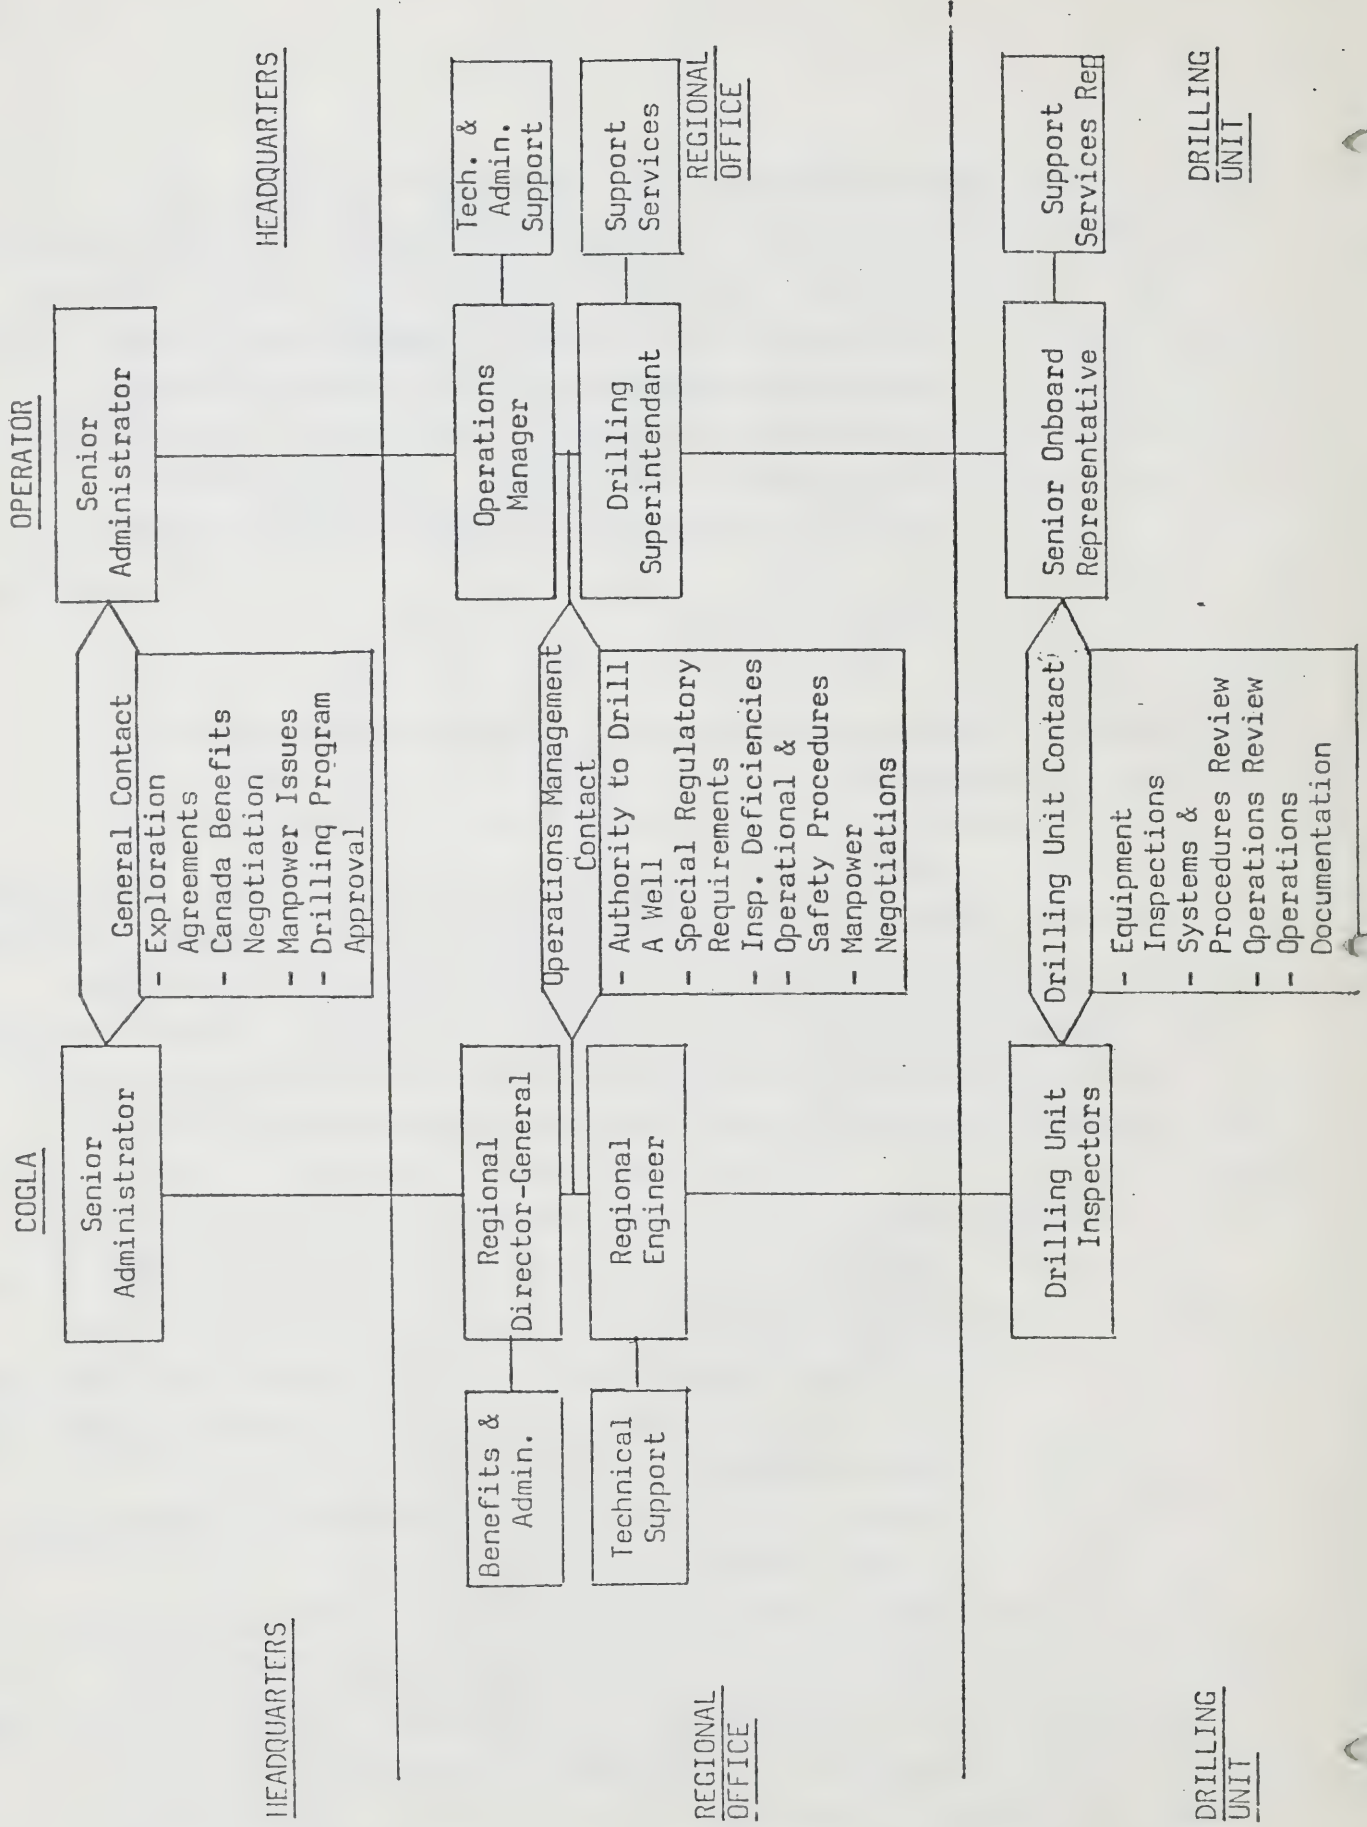 COGLA
OPERATOR
HEADQUARTERS
Senior
Administrator
General Contact
- Exploration
Agreements
- Canada Benefits
Negotiation
- Manpower Issues
- Drilling Program
Approval
Senior
Administrator
HEADQUARTERS
REGIONAL
OFFICE
Benefits &
Admin.
Regional
Director-General
Technical
Support
Regional
Engineer
Operations Management
Contact
- Authority to Drill
A Well
- Special Regulatory
Requirements
- Insp. Deficiencies
- Operational &
Safety Procedures
- Manpower
Negotiations
Operations
Manager
Tech. &
Admin.
Support
Drilling
Superintendant
Support
Services
REGIONAL
OFFICE
DRILLING
UNIT
Drilling Unit
Inspectors
Drilling Unit Contact
- Equipment
Inspections
- Systems &
Procedures Review
- Operations Review
- Operations
Documentation
Senior Onboard
Representative
Support
Services Rep
DRILLING
UNIT